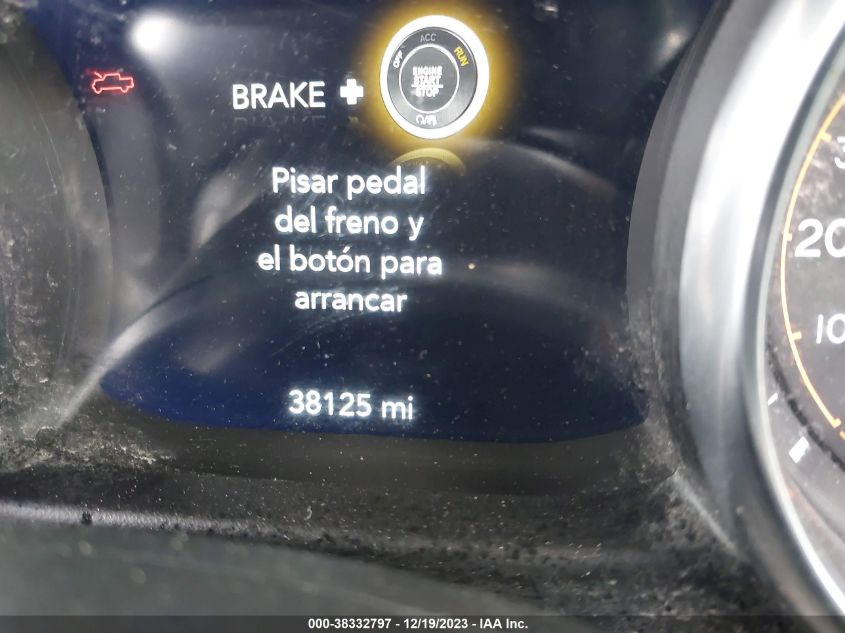 OFF ACC RUN
ENGINE
START
STOP
BRAKE +
Pisar pedal
del freno y
el botón para
arrancar
38125 mi
20
10
000-38332797 - 12/19/2023 - IAA Inc.